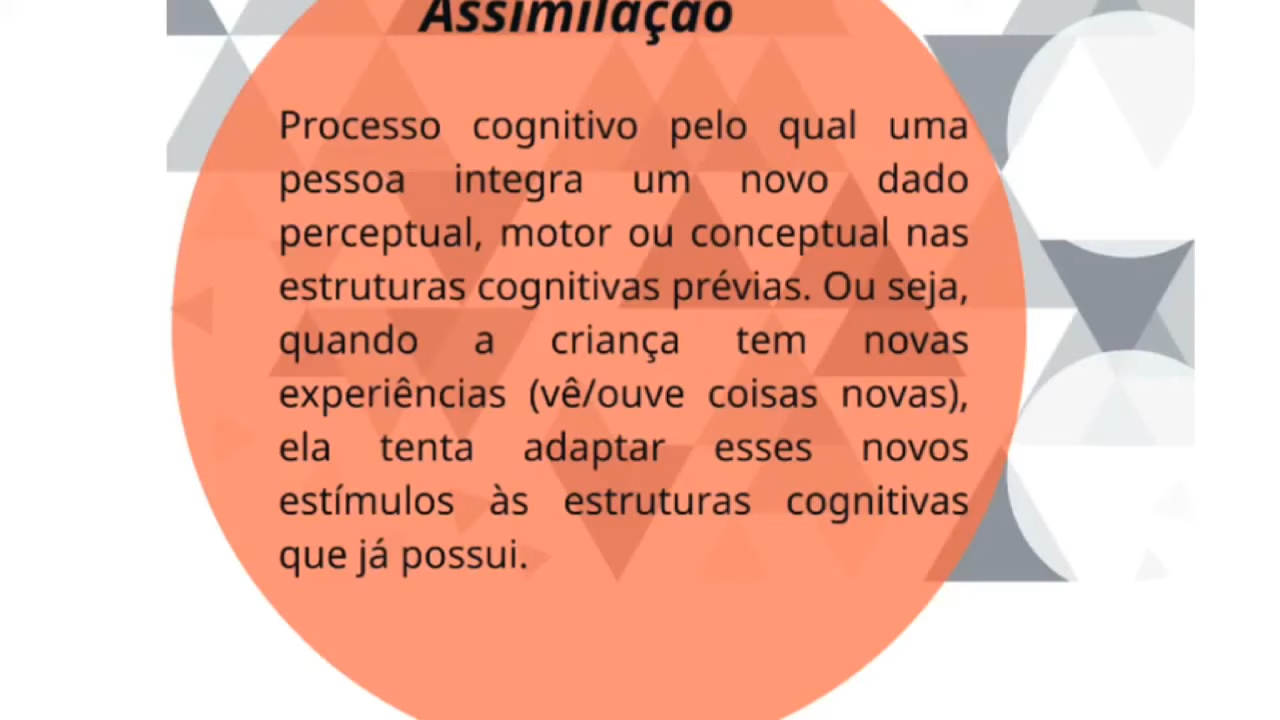 Assimilação
Processo cognitivo pelo qual uma
pessoa integra um novo dado
perceptual, motor ou conceptual nas
estruturas cognitivas prévias. Ou seja,
quando a criança tem novas
experiências (vê/ouve coisas novas),
ela tenta adaptar esses novos
estímulos às estruturas cognitivas
que já possui.